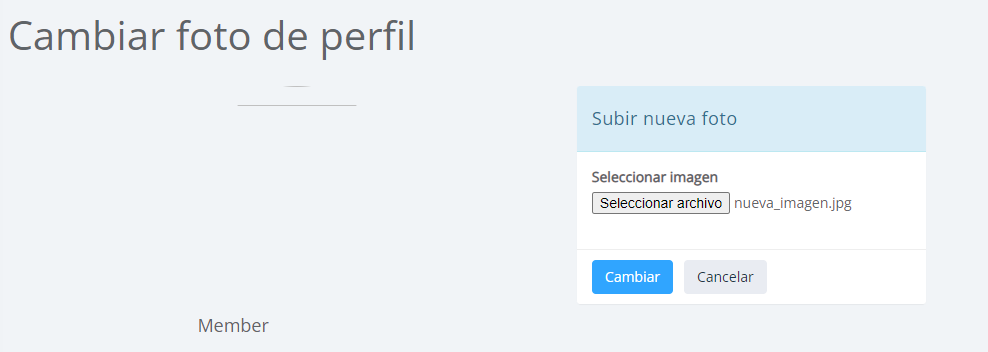 Cambiar foto de perfil
Subir nueva foto
Seleccionar imagen
Seleccionar archivo nueva_imagen.jpg
Cambiar Cancelar
Member